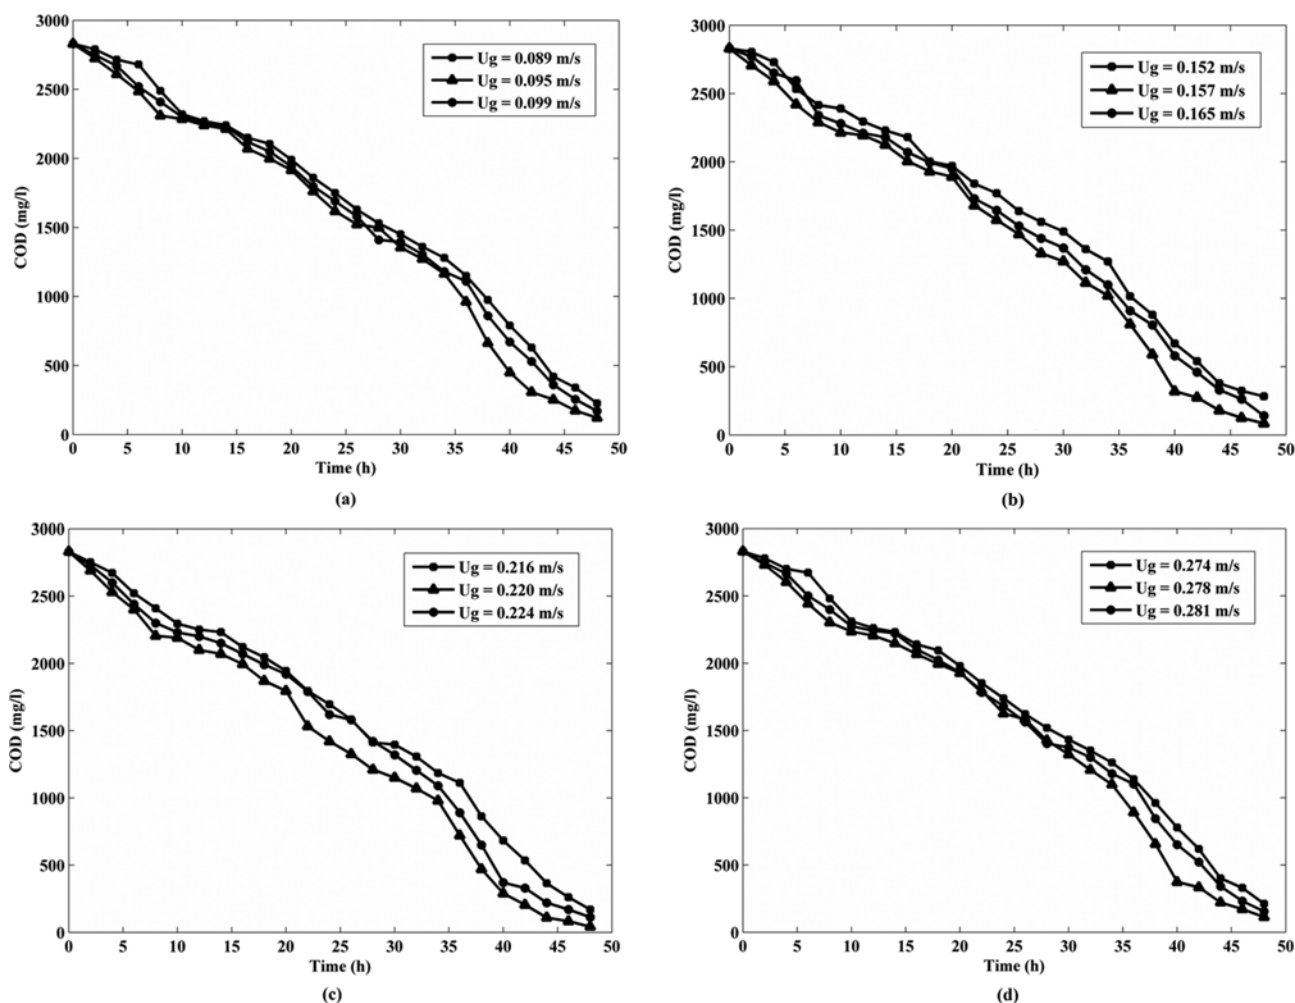 3000
2500
2000
1500
1000
500
0
COD (mg/l)
Ug = 0.089 m/s
Ug = 0.095 m/s
Ug = 0.099 m/s
0 5 10 15 20 25 30 35 40 45 50
Time (h)
(a)
3000
2500
2000
1500
1000
500
0
COD (mg/l)
Ug = 0.152 m/s
Ug = 0.157 m/s
Ug = 0.165 m/s
0 5 10 15 20 25 30 35 40 45 50
Time (h)
(b)
3000
2500
2000
1500
1000
500
0
COD (mg/l)
Ug = 0.216 m/s
Ug = 0.220 m/s
Ug = 0.224 m/s
0 5 10 15 20 25 30 35 40 45 50
Time (h)
(c)
3000
2500
2000
1500
1000
500
0
COD (mg/l)
Ug = 0.274 m/s
Ug = 0.278 m/s
Ug = 0.281 m/s
0 5 10 15 20 25 30 35 40 45 50
Time (h)
(d)